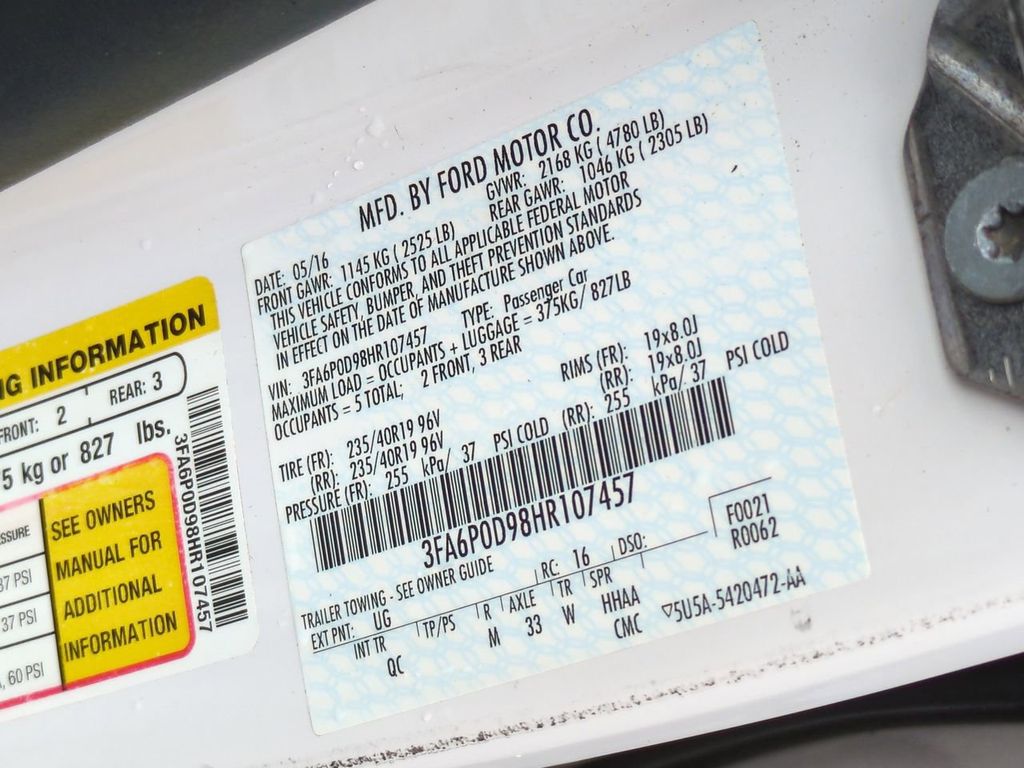 MFD. BY FORD MOTOR CO.
DATE: 05/16 GVWR: 2168 KG ( 4780 LB)
FRONT GAWR: 1145 KG ( 2525 LB) REAR GAWR: 1046 KG ( 2305 LB)
THIS VEHICLE CONFORMS TO ALL APPLICABLE FEDERAL MOTOR
VEHICLE SAFETY, BUMPER, AND THEFT PREVENTION STANDARDS
IN EFFECT ON THE DATE OF MANUFACTURE SHOWN ABOVE.
VIN: 3FA6P0D98HR107457 TYPE: Passenger Car
MAXIMUM LOAD = OCCUPANTS + LUGGAGE = 375KG/ 827LB
OCCUPANTS = 5 TOTAL, 2 FRONT, 3 REAR
TIRE (FR): 235/40R19 96V RIMS (FR): 19x8.0J
(RR): 235/40R19 96V (RR): 19x8.0J
PRESSURE (FR): 255 kPa/ 37 PSI COLD (RR): 255 kPa/ 37 PSI COLD
3FA6P0D98HR107457
TRAILER TOWING - SEE OWNER GUIDE
F0021
R0062
EXT PNT: UG RC: 16 DSO:
INT TR TP/PS R AXLE TR SPR
QC M 33 W HHAA
CMC ▽5U5A-5420472-AA
NG INFORMATION
FRONT: 2 REAR: 3
5 kg or 827 lbs.
SSURE
37 PSI
37 PSI
, 60 PSI
SEE OWNERS
MANUAL FOR
ADDITIONAL
INFORMATION
3FA6P0D98HR107457